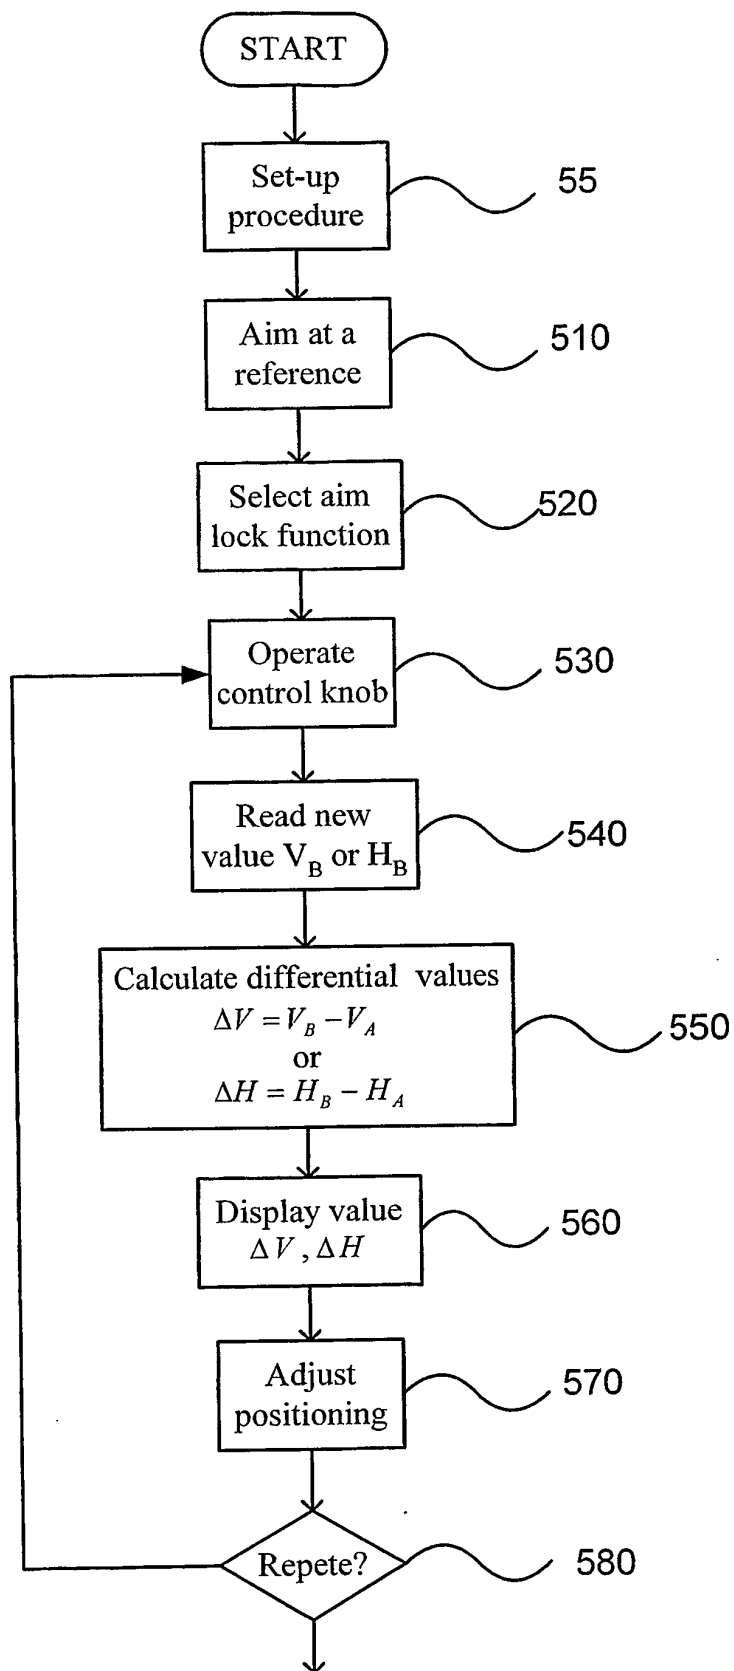 START
Set-up
procedure
55
Aim at a
reference
510
Select aim
lock function
520
Operate
control knob
530
Read new
value V_B or H_B
540
Calculate differential values
ΔV = V_B − V_A
or
ΔH = H_B − H_A
550
Display value
ΔV , ΔH
560
Adjust
positioning
570
Repete?
580